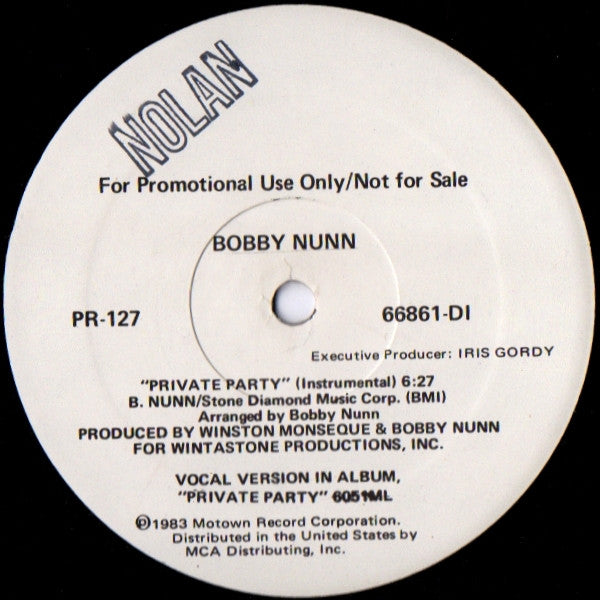 NOLAN
For Promotional Use Only/Not for Sale
BOBBY NUNN
PR-127
66861-DI
Executive Producer: IRIS GORDY
"PRIVATE PARTY" (Instrumental) 6:27
B. NUNN/Stone Diamond Music Corp. (BMI)
Arranged by Bobby Nunn
PRODUCED BY WINSTON MONSEQUE & BOBBY NUNN
FOR WINTASTONE PRODUCTIONS, INC.
VOCAL VERSION IN ALBUM,
"PRIVATE PARTY" 6051ML
℗1983 Motown Record Corporation.
Distributed in the United States by
MCA Distributing, Inc.